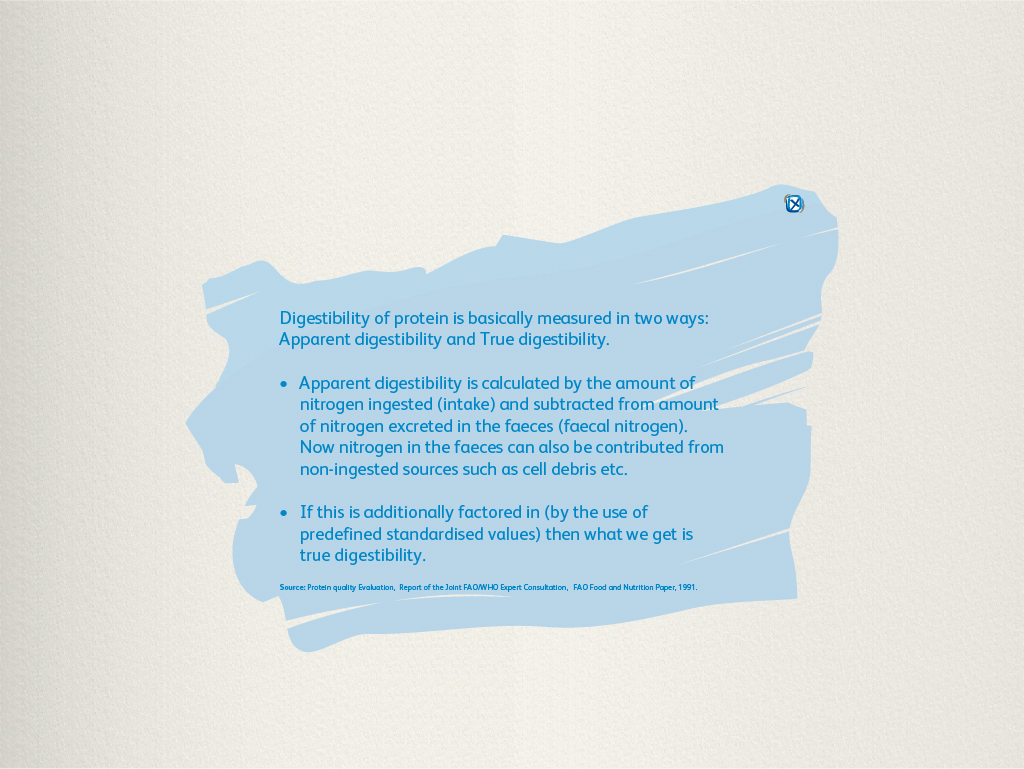 Digestibility of protein is basically measured in two ways:
Apparent digestibility and True digestibility.
• Apparent digestibility is calculated by the amount of
nitrogen ingested (intake) and subtracted from amount
of nitrogen excreted in the faeces (faecal nitrogen).
Now nitrogen in the faeces can also be contributed from
non-ingested sources such as cell debris etc.
• If this is additionally factored in (by the use of
predefined standardised values) then what we get is
true digestibility.
Source: Protein quality Evaluation, Report of the Joint FAO/WHO Expert Consultation, FAO Food and Nutrition Paper, 1991.